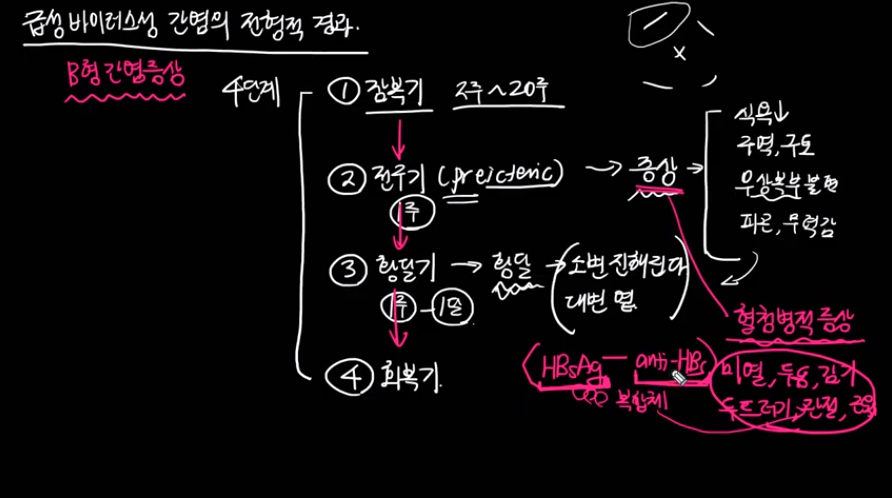 급성 바이러스성 간염의 전형적 경과.
B형 간염증상
4단계
① 잠복기 2주~20주
② 전구기 (preicteric) → 증상 →
1주
식욕↓
구역, 구토
우상복부 불편
피곤, 무력감
③ 황달기 → 황달 → 소변 진해진다
대변 옅
1주-1달
④ 회복기.
혈청병적 증상
(HBsAg - anti-HBs)
복합체
미열, 두통, 감기
두드러기, 관절,